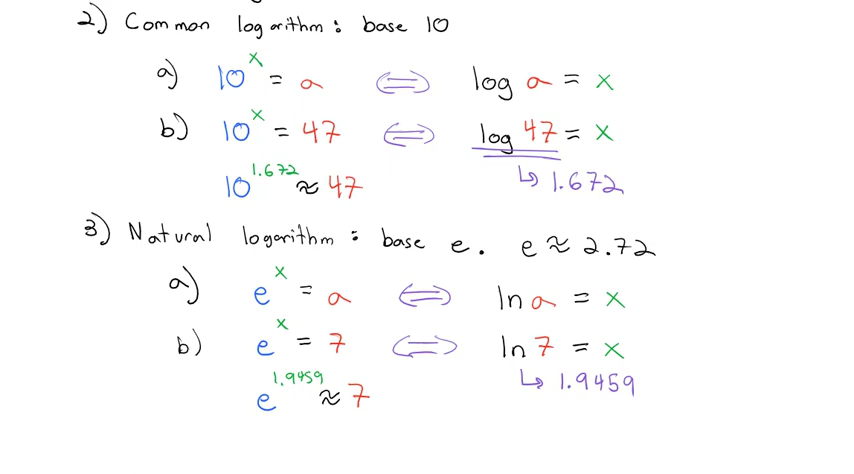 2) Common logarithm: base 10
a) 10^x = a ⟺ log a = x
b) 10^x = 47 ⟺ log 47 = x
10^1.672 ≈ 47 ↳ 1.672
3) Natural logarithm: base e. e ≈ 2.72
a) e^x = a ⟺ ln a = x
b) e^x = 7 ⟺ ln 7 = x
e^1.9459 ≈ 7 ↳ 1.9459